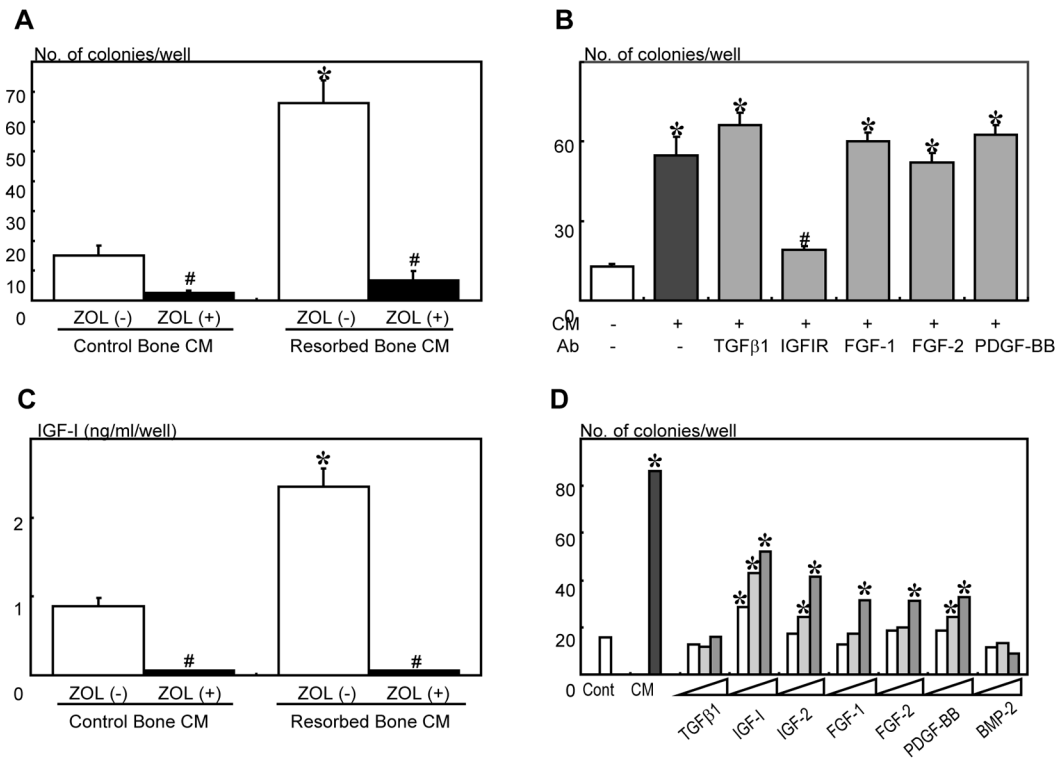 A
No. of colonies/well
70
60
50
40
30
20
10
0
*
#
#
ZOL (-) ZOL (+) ZOL (-) ZOL (+)
Control Bone CM Resorbed Bone CM
B
No. of colonies/well
60
30
0
* * # * * *
CM - + + + + + +
Ab - - TGFβ1 IGFIR FGF-1 FGF-2 PDGF-BB
C
IGF-I (ng/ml/well)
2
1
0
*
# #
ZOL (-) ZOL (+) ZOL (-) ZOL (+)
Control Bone CM Resorbed Bone CM
D
No. of colonies/well
80
60
40
20
0
* * * * * * * * * *
Cont CM
TGFβ1 IGF-I IGF-2 FGF-1 FGF-2 PDGF-BB BMP-2